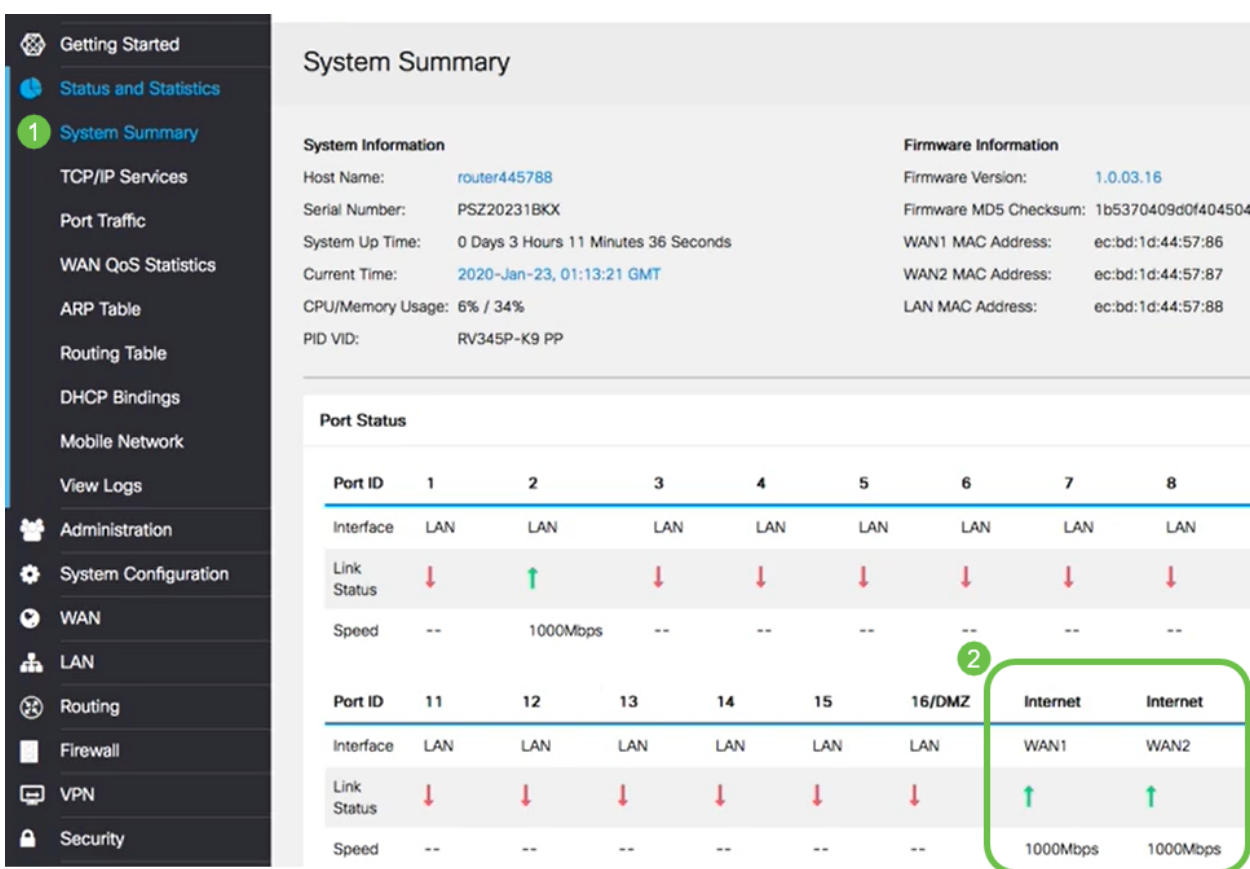 Getting Started
Status and Statistics
1 System Summary
TCP/IP Services
Port Traffic
WAN QoS Statistics
ARP Table
Routing Table
DHCP Bindings
Mobile Network
View Logs
Administration
System Configuration
WAN
LAN
Routing
Firewall
VPN
Security
System Summary
System Information
Host Name: router445788
Serial Number: PSZ20231BKX
System Up Time: 0 Days 3 Hours 11 Minutes 36 Seconds
Current Time: 2020-Jan-23, 01:13:21 GMT
CPU/Memory Usage: 6% / 34%
PID VID: RV345P-K9 PP
Firmware Information
Firmware Version: 1.0.03.16
Firmware MD5 Checksum: 1b5370409d0f404504
WAN1 MAC Address: ec:bd:1d:44:57:86
WAN2 MAC Address: ec:bd:1d:44:57:87
LAN MAC Address: ec:bd:1d:44:57:88
Port Status
Port ID 1 2 3 4 5 6 7 8
Interface LAN LAN LAN LAN LAN LAN LAN LAN
Link
Status
Speed -- 1000Mbps -- -- -- -- -- --
2
Port ID 11 12 13 14 15 16/DMZ Internet Internet
Interface LAN LAN LAN LAN LAN LAN WAN1 WAN2
Link
Status
Speed -- -- -- -- -- -- 1000Mbps 1000Mbps